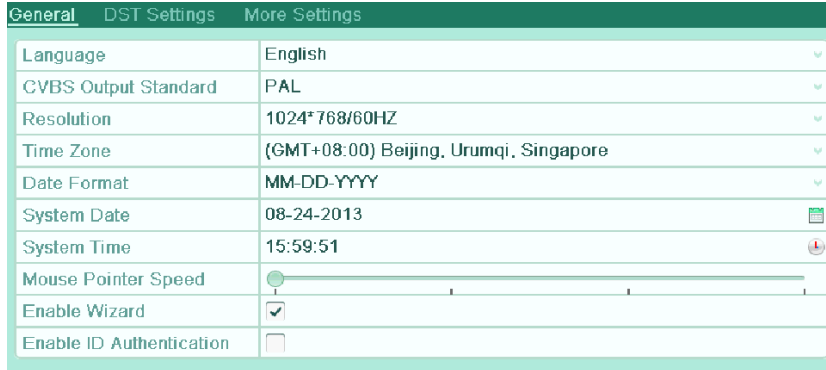 General DST Settings More Settings
Language English
CVBS Output Standard PAL
Resolution 1024*768/60HZ
Time Zone (GMT+08:00) Beijing, Urumqi, Singapore
Date Format MM-DD-YYYY
System Date 08-24-2013
System Time 15:59:51
Mouse Pointer Speed
Enable Wizard
Enable ID Authentication